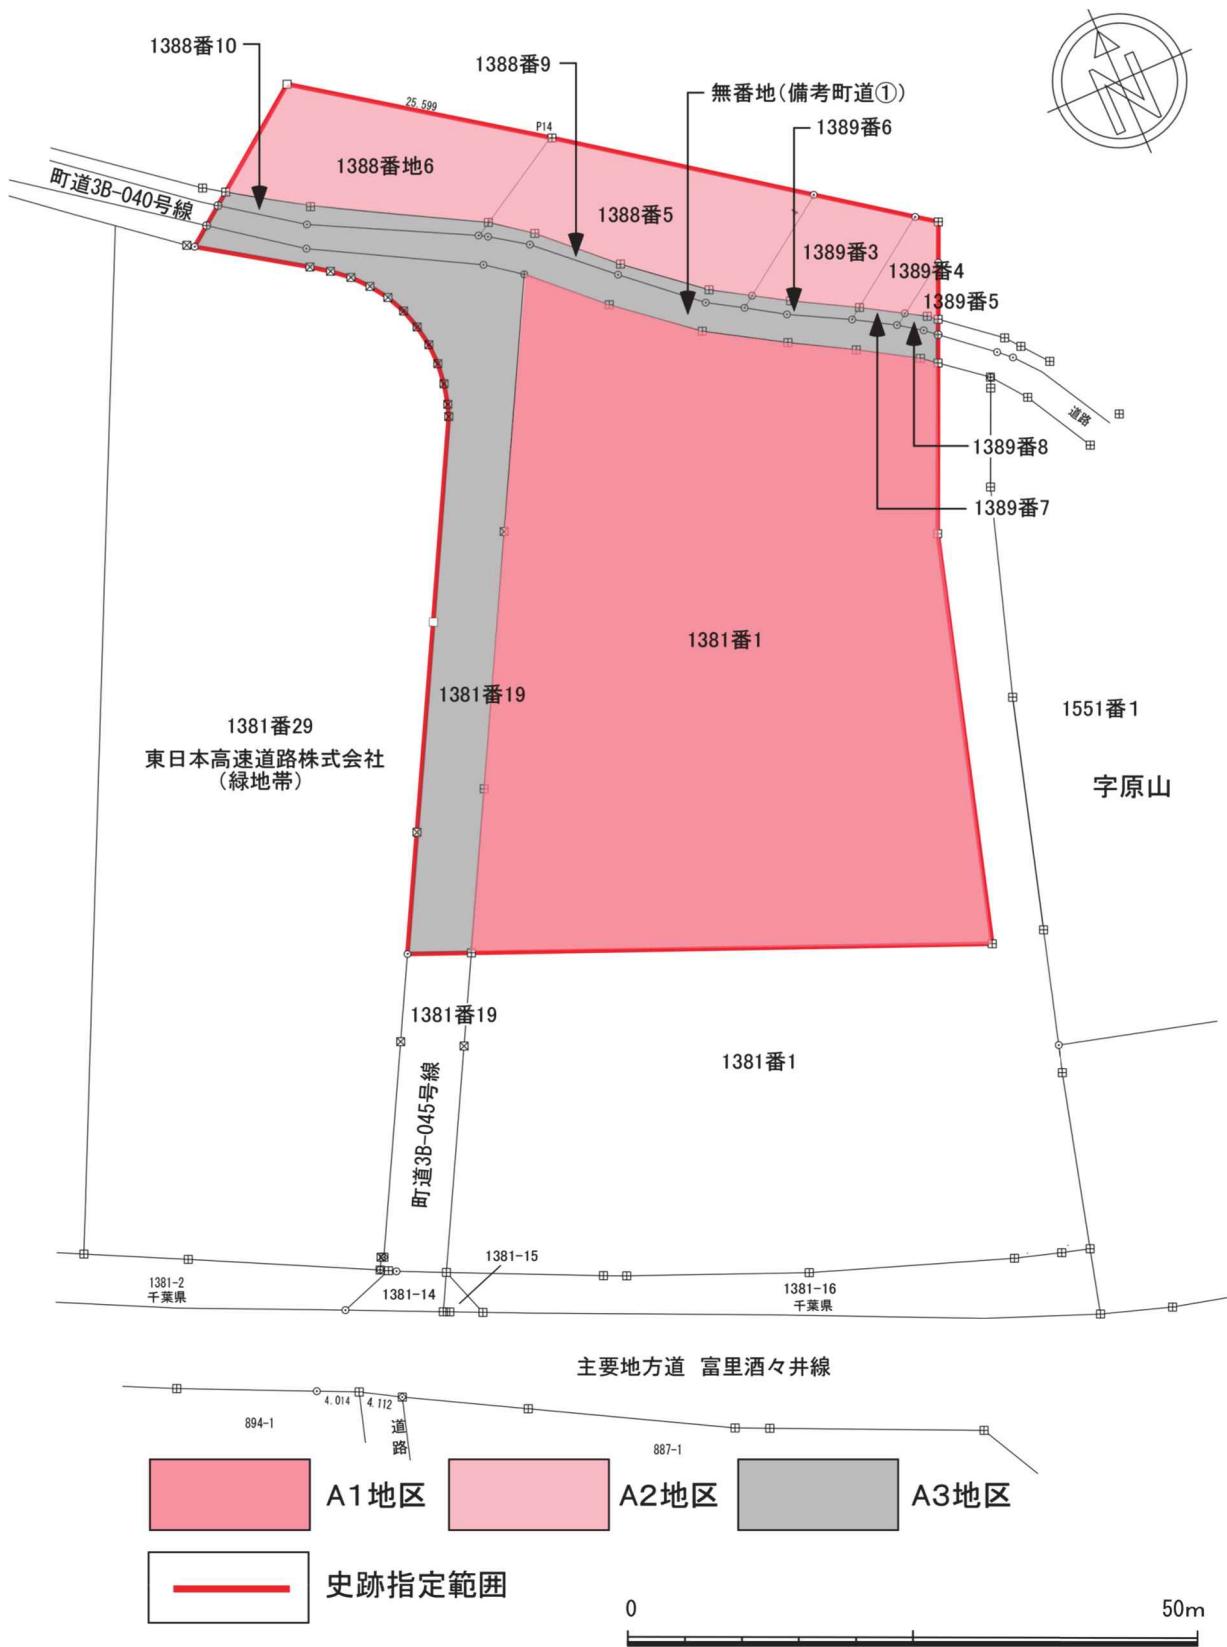 1388番10
1388番9
無番地(備考町道①)
1389番6
N
25.599
P14
1388番地6
町道3B-040号線
1388番5
1389番3
1389番4
1389番5
道路
1389番8
1389番7
1381番1
1381番19
1381番29
東日本高速道路株式会社
(緑地帯)
1551番1
字原山
1381番19
1381番1
町道3B-045号線
1381-15
1381-2
千葉県
1381-14
1381-16
千葉県
主要地方道 富里酒々井線
4.014
4.112
894-1
道路
887-1
A1地区
A2地区
A3地区
史跡指定範囲
0
50m